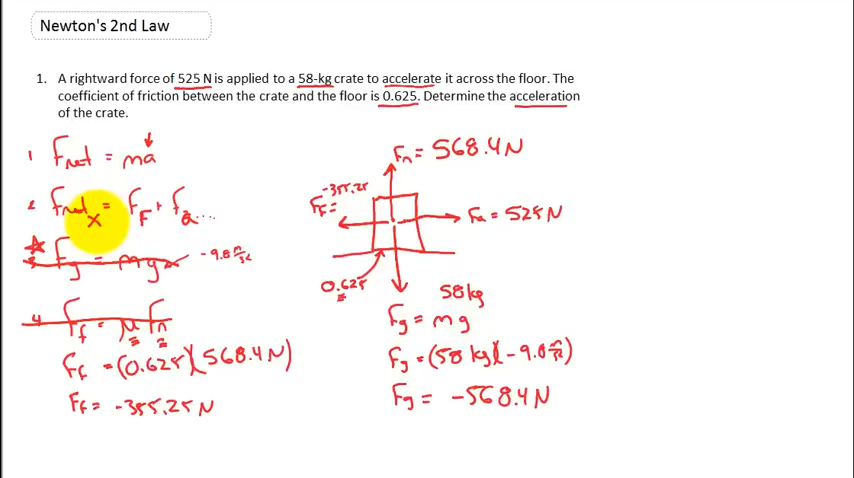 Newton's 2nd Law
1. A rightward force of 525 N is applied to a 58-kg crate to accelerate it across the floor. The
coefficient of friction between the crate and the floor is 0.625. Determine the acceleration
of the crate.
1 Fnet = ma
2 Fnet = FF + Fa...
x
3 Fg = mg
-9.8
4 Ff = μ Fn
Ff = (0.625)(568.4N)
Ff = -355.25N
Fn = 568.4N
-355.25
Ff =
Fa = 525N
0.625
58kg
Fg = mg
Fg = (58 kg)(-9.8
Fg = -568.4N